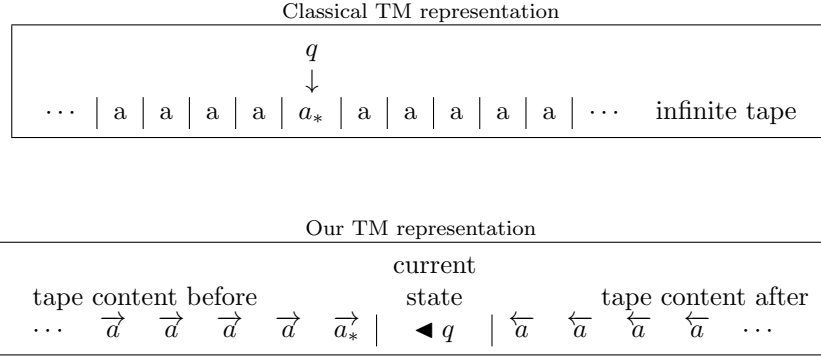 Classical TM representation
q
↓
··· | a | a | a | a | a* | a | a | a | a | a | ··· infinite tape
Our TM representation
current
tape content before state tape content after
··· a⃗ a⃗ a⃗ a⃗ a⃗* | ◄ q | a⃖ a⃖ a⃖ a⃖ ···